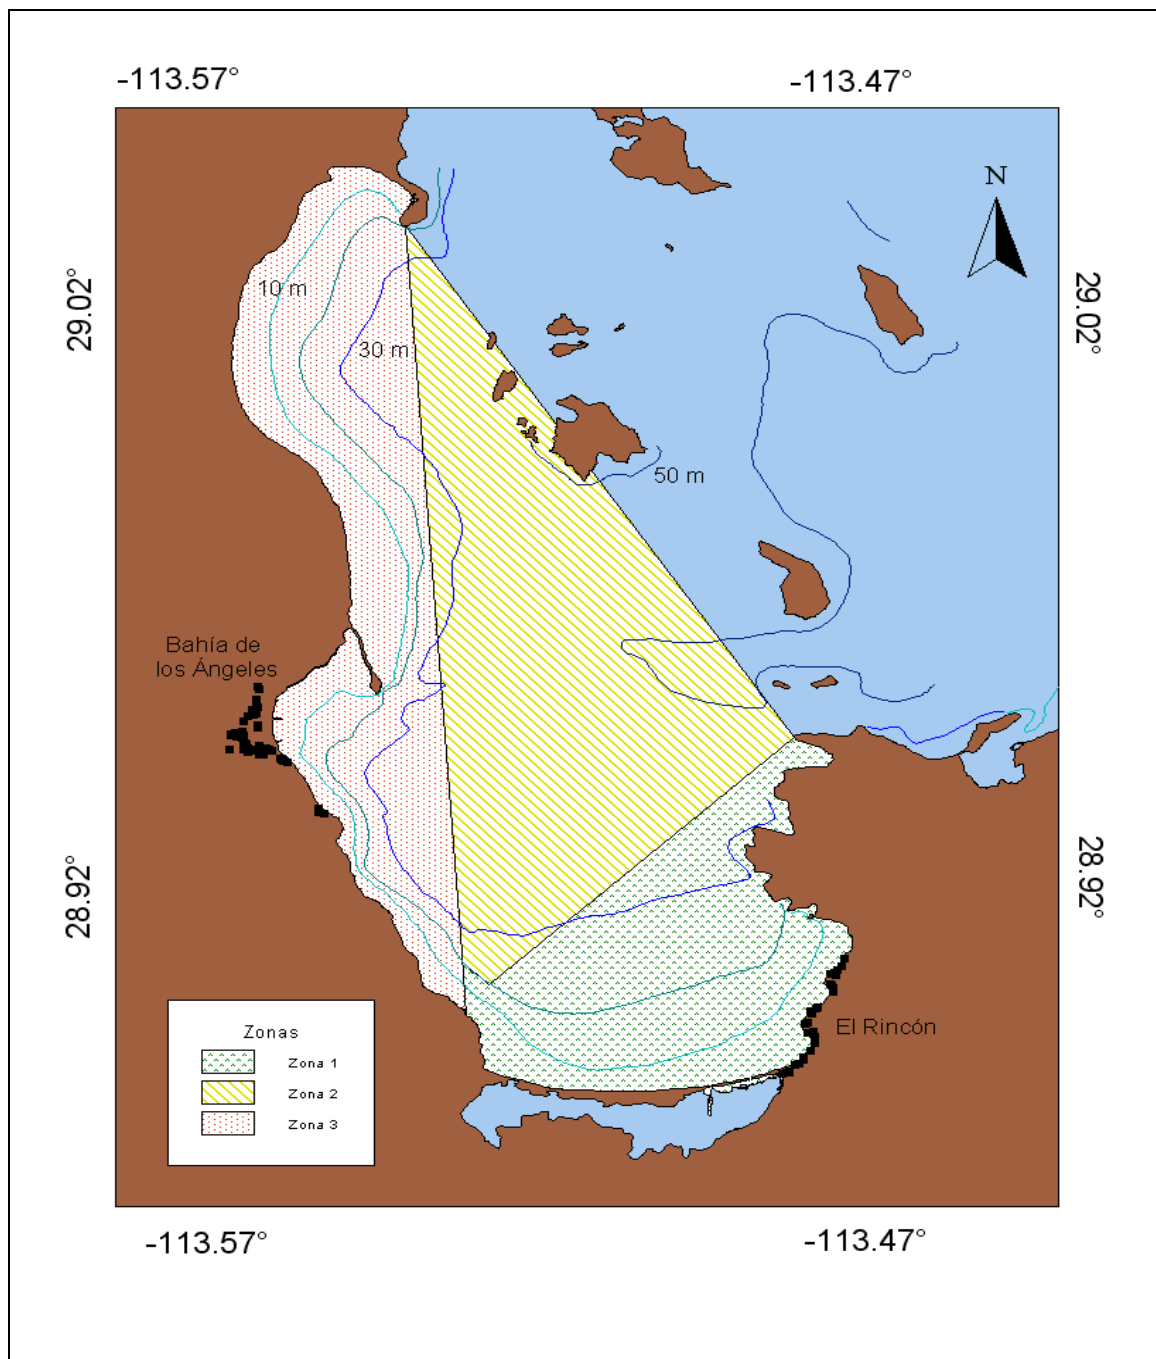 -113.57°
-113.47°
N
29.02°
29.02°
10 m
30 m
50 m
Bahía de
los Ángeles
28.92°
28.92°
El Rincón
Zonas
Zona 1
Zona 2
Zona 3
-113.57°
-113.47°